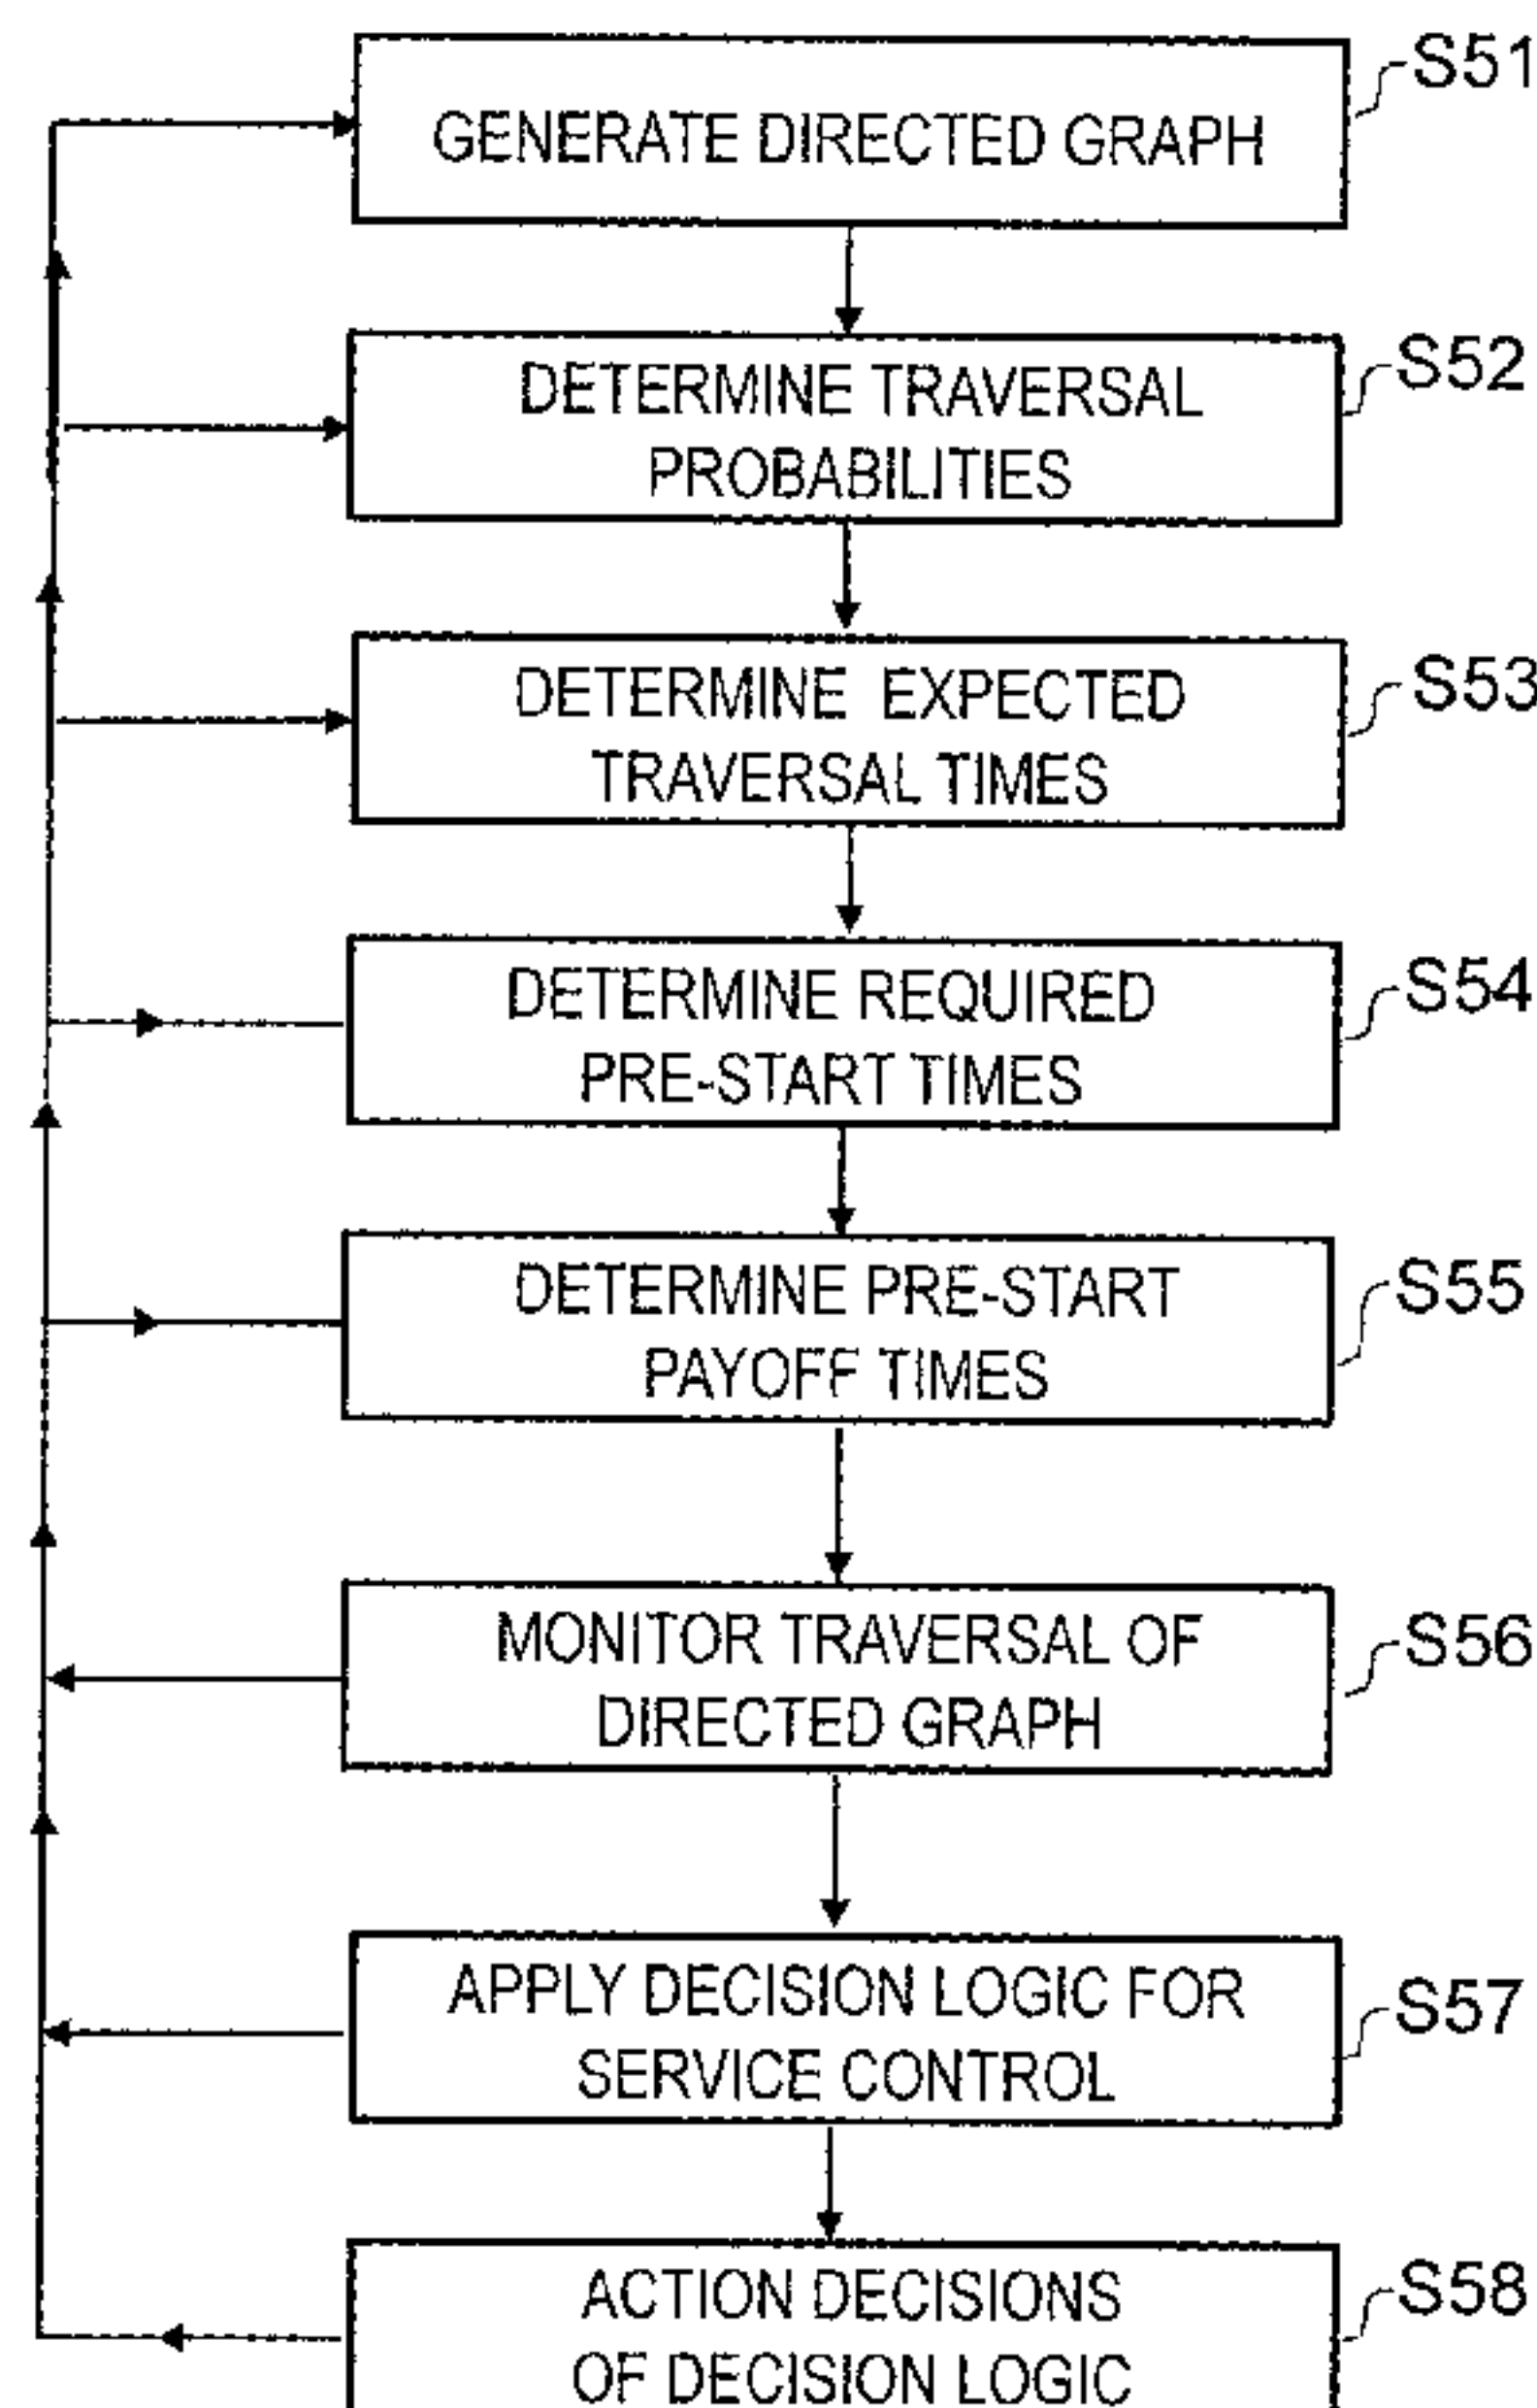 GENERATE DIRECTED GRAPH
S51
DETERMINE TRAVERSAL
PROBABILITIES
S52
DETERMINE EXPECTED
TRAVERSAL TIMES
S53
DETERMINE REQUIRED
PRE-START TIMES
S54
DETERMINE PRE-START
PAYOFF TIMES
S55
MONITOR TRAVERSAL OF
DIRECTED GRAPH
S56
APPLY DECISION LOGIC FOR
SERVICE CONTROL
S57
ACTION DECISIONS
OF DECISION LOGIC
S58